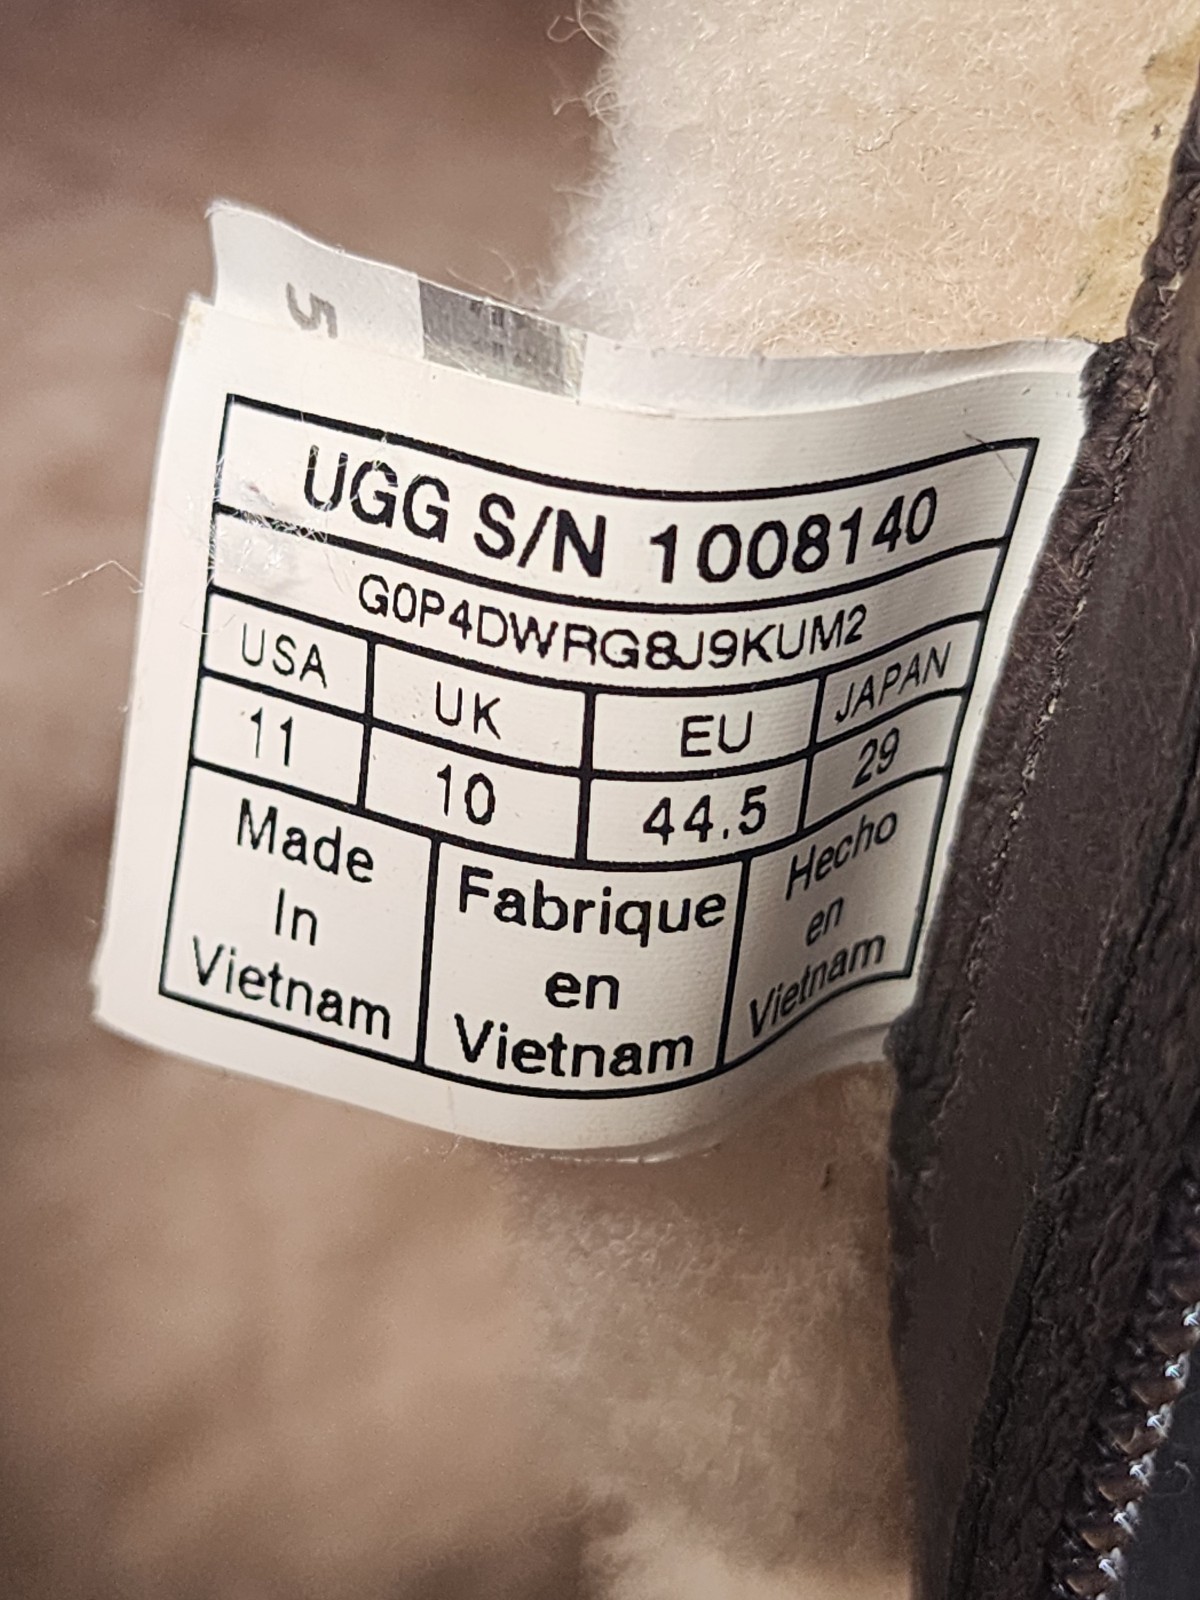 5
UGG S/N 1008140
G0P4DWRG8J9KUM2
USA UK EU JAPAN
11 10 44.5 29
Made
In
Vietnam
Fabrique
en
Vietnam
Hecho
en
Vietnam